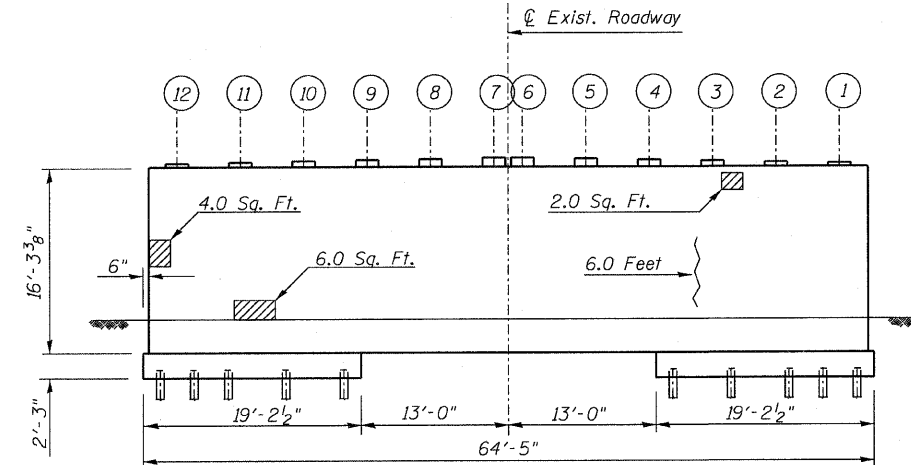 ℄ Exist. Roadway
12 11 10 9 8 7 6 5 4 3 2 1
4.0 Sq. Ft.
2.0 Sq. Ft.
16'-3⅜"
6"
6.0 Sq. Ft.
6.0 Feet
2'-3"
19'-2½"
13'-0"
13'-0"
19'-2½"
64'-5"